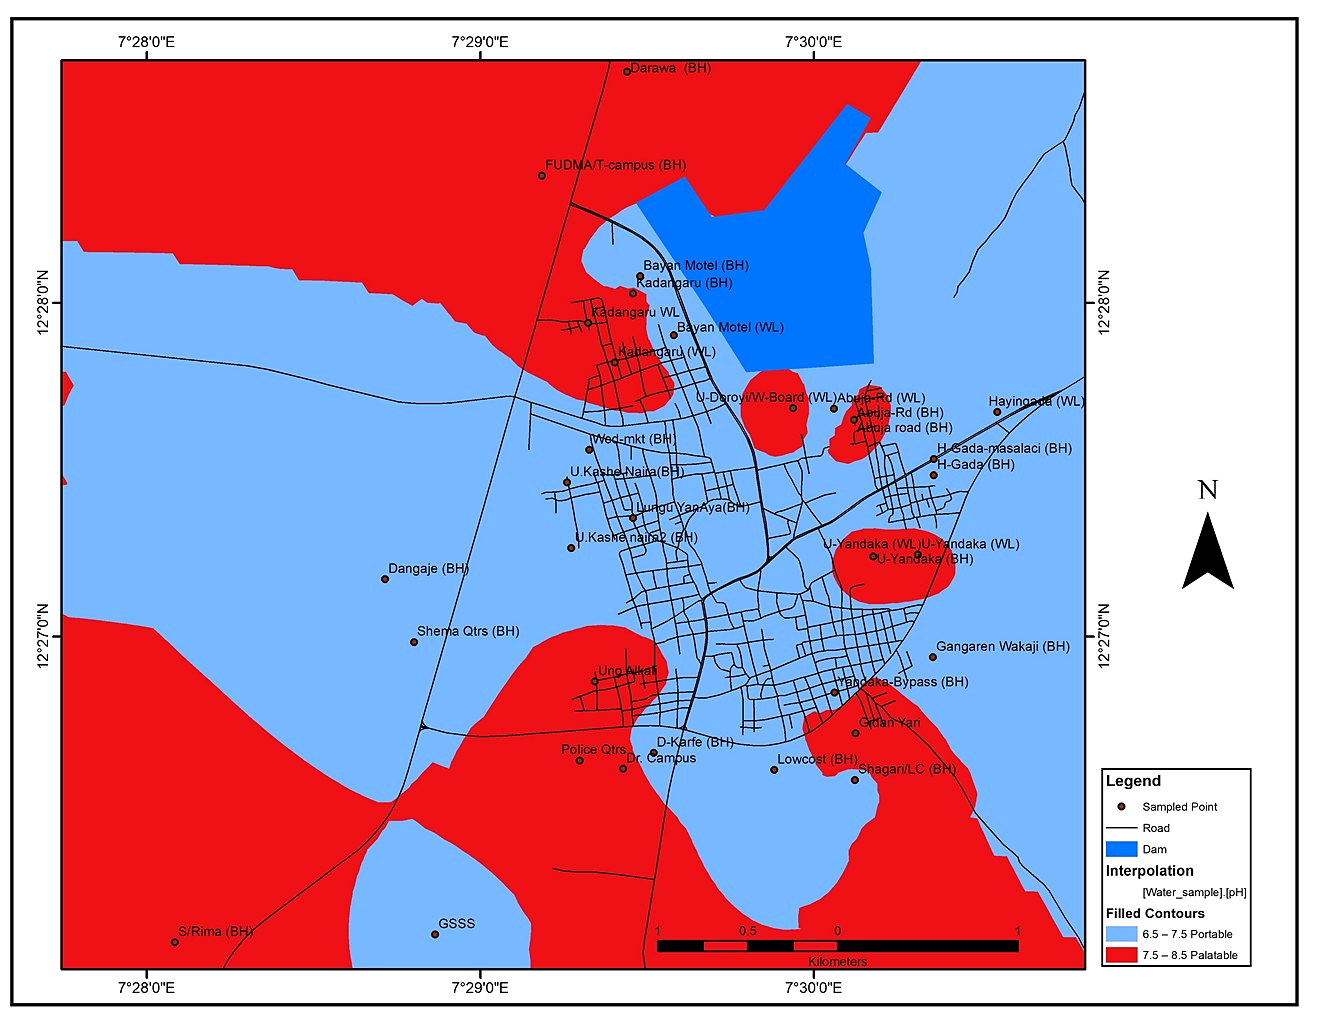 7°28'0"E 7°29'0"E 7°30'0"E
Darawa (BH)
FUDMA/T-campus (BH)
Bayan Motel (BH)
Kadangaru (BH)
12°28'0"N 12°28'0"N
Kadangaru WL
Bayan Motel (WL)
Kadangaru (WL)
U-Doroyi/W-Board (WL) Abuja-Rd (WL)
Hayingada (WL)
Abuja-Rd (BH)
Abuja road (BH)
Wed-mkt (BH)
H-Gada-masalaci (BH)
H-Gada (BH)
U.Kashe Naira(BH)
Lungu YanAya(BH)
U.Kashe naira2 (BH)
U-Yandaka (WL) U-Yandaka (WL)
U-Yandaka (BH)
Dangaje (BH)
Shema Qtrs (BH)
12°27'0"N 12°27'0"N
Gangaren Wakaji (BH)
Ung Alkali
Yandaka-Bypass (BH)
Gidan Yari
D-Karfe (BH)
Police Qtrs
Dr. Campus
Lowcost (BH)
Shagari/LC (BH)
GSSS
S/Rima (BH)
1 0.5 0 1
Kilometers
7°28'0"E 7°29'0"E 7°30'0"E
N
Legend
Sampled Point
Road
Dam
Interpolation
[Water_sample].[pH]
Filled Contours
6.5 – 7.5 Portable
7.5 – 8.5 Palatable